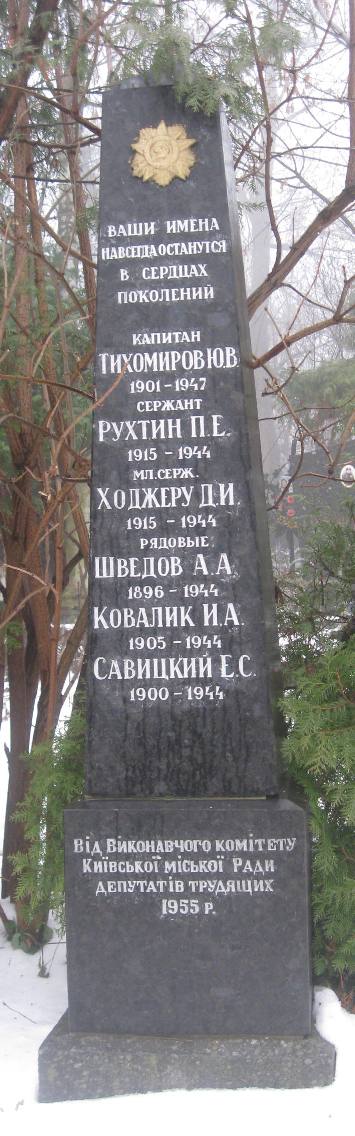 ВАШИ ИМЕНА
НАВСЕГДА ОСТАНУТСЯ
В СЕРДЦАХ
ПОКОЛЕНИЙ
КАПИТАН
ТИХОМИРОВ Ю.В.
1901-1947
СЕРЖАНТ
РУХТИН П.Е.
1915-1944
МЛ.СЕРЖ.
ХОДЖЕРУ Д.И.
1915-1944
РЯДОВЫЕ
ШВЕДОВ А.А.
1896-1944
КОВАЛИК И.А.
1905-1944
САВИЦКИЙ Е.С.
1900-1944
Від Виконавчого комітету
Київської міської Ради
депутатів трудящих
1955 р.